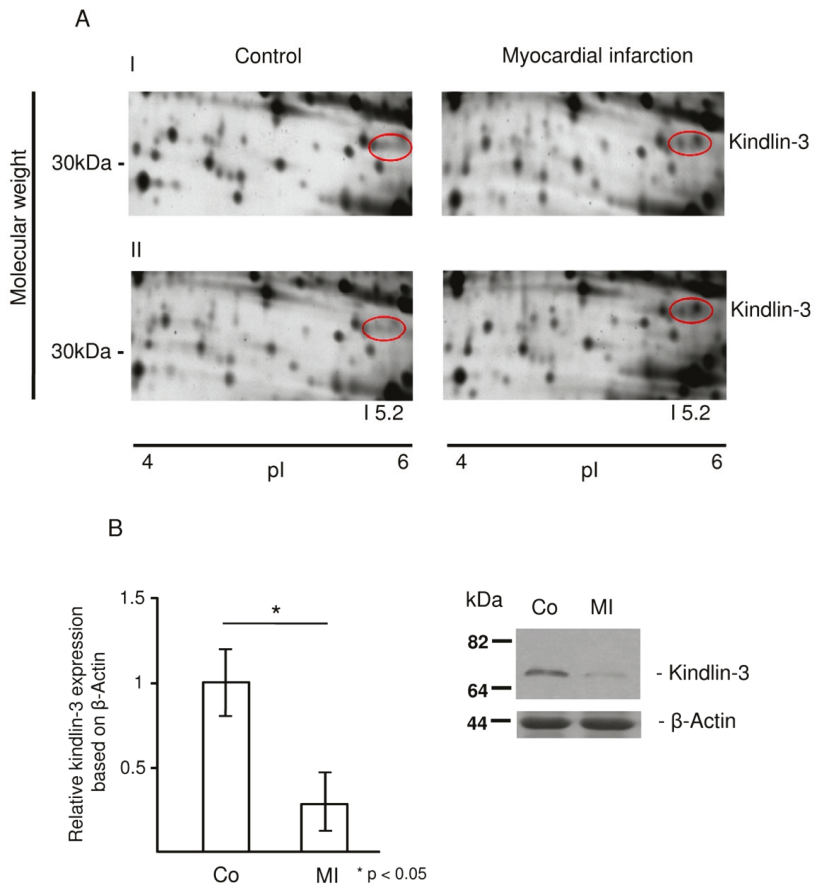 A
I
Control
Myocardial infarction
Molecular weight
30kDa -
Kindlin-3
II
30kDa -
Kindlin-3
I 5.2
I 5.2
4
pI
6
4
pI
6
B
Relative kindlin-3 expression
based on β-Actin
1.5
1
0.5
*
Co
MI
* p < 0.05
kDa
Co
MI
82
64
44
- Kindlin-3
- β-Actin